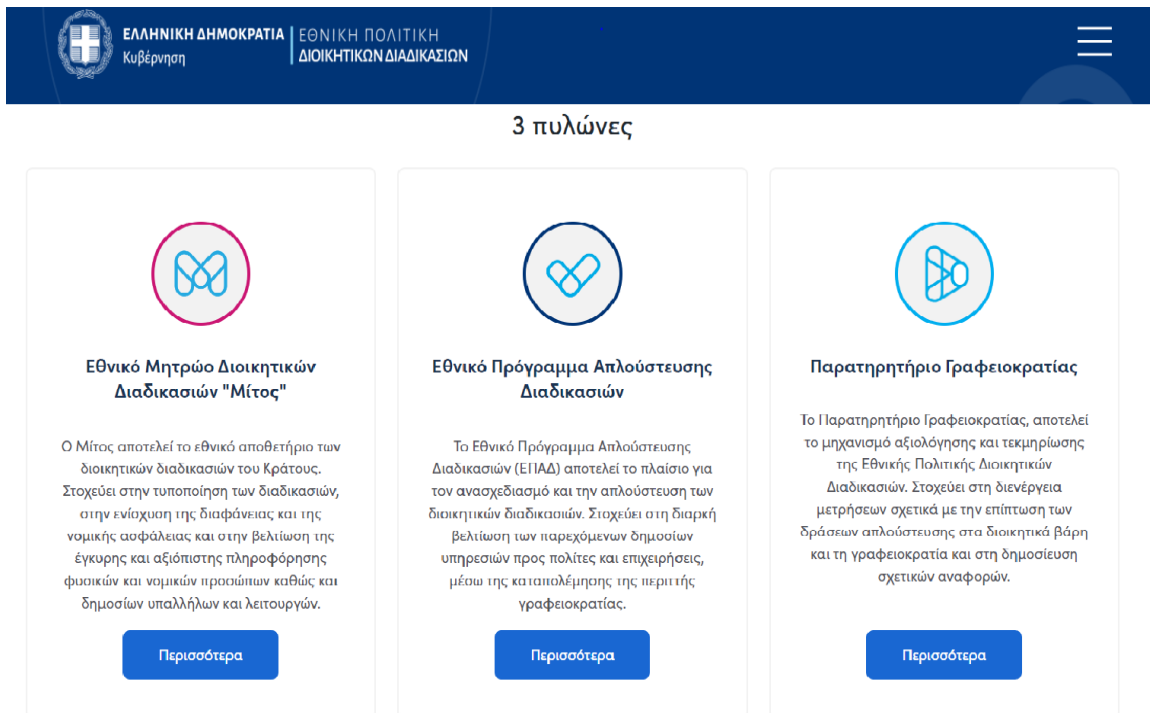 ΕΛΛΗΝΙΚΗ ΔΗΜΟΚΡΑΤΙΑ
Κυβέρνηση
ΕΘΝΙΚΗ ΠΟΛΙΤΙΚΗ
ΔΙΟΙΚΗΤΙΚΩΝ ΔΙΑΔΙΚΑΣΙΩΝ
3 πυλώνες
Εθνικό Μητρώο Διοικητικών
Διαδικασιών "Μίτος"
Ο Μίτος αποτελεί το εθνικό αποθετήριο των
διοικητικών διαδικασιών του Κράτους.
Στοχεύει στην τυποποίηση των διαδικασιών,
στην ενίσχυση της διαφάνειας και της
νομικής ασφάλειας και στην βελτίωση της
έγκυρης και αξιόπιστης πληροφόρησης
φυσικών και νομικών προσώπων καθώς και
δημοσίων υπαλλήλων και λειτουργών.
Περισσότερα
Εθνικό Πρόγραμμα Απλούστευσης
Διαδικασιών
Το Εθνικό Πρόγραμμα Απλούστευσης
Διαδικασιών (ΕΠΑΔ) αποτελεί το πλαίσιο για
τον ανασχεδιασμό και την απλούστευση των
διοικητικών διαδικασιών. Στοχεύει στη διαρκή
βελτίωση των παρεχόμενων δημοσίων
υπηρεσιών προς πολίτες και επιχειρήσεις,
μέσω της καταπολέμησης της περιττής
γραφειοκρατίας.
Περισσότερα
Παρατηρητήριο Γραφειοκρατίας
Το Παρατηρητήριο Γραφειοκρατίας, αποτελεί
το μηχανισμό αξιολόγησης και τεκμηρίωσης
της Εθνικής Πολιτικής Διοικητικών
Διαδικασιών. Στοχεύει στη διενέργεια
μετρήσεων σχετικά με την επίπτωση των
δράσεων απλούστευσης στα διοικητικά βάρη
και τη γραφειοκρατία και στη δημοσίευση
σχετικών αναφορών.
Περισσότερα